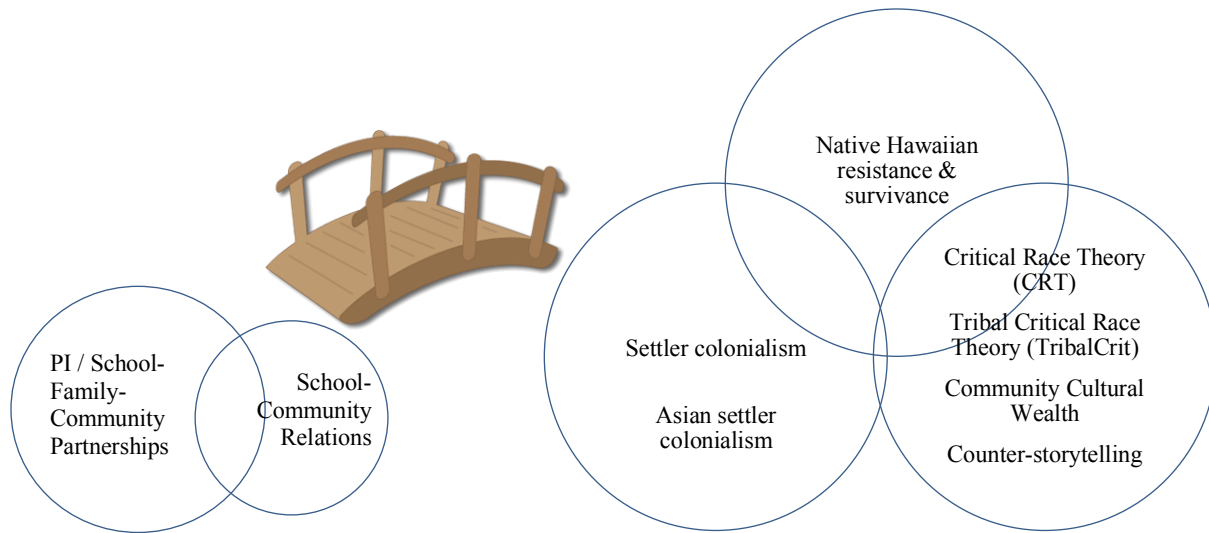 PI / School-
Family-
Community
Partnerships
School-
Community
Relations
Native Hawaiian
resistance &
survivance
Settler colonialism
Asian settler
colonialism
Critical Race Theory
(CRT)
Tribal Critical Race
Theory (TribalCrit)
Community Cultural
Wealth
Counter-storytelling